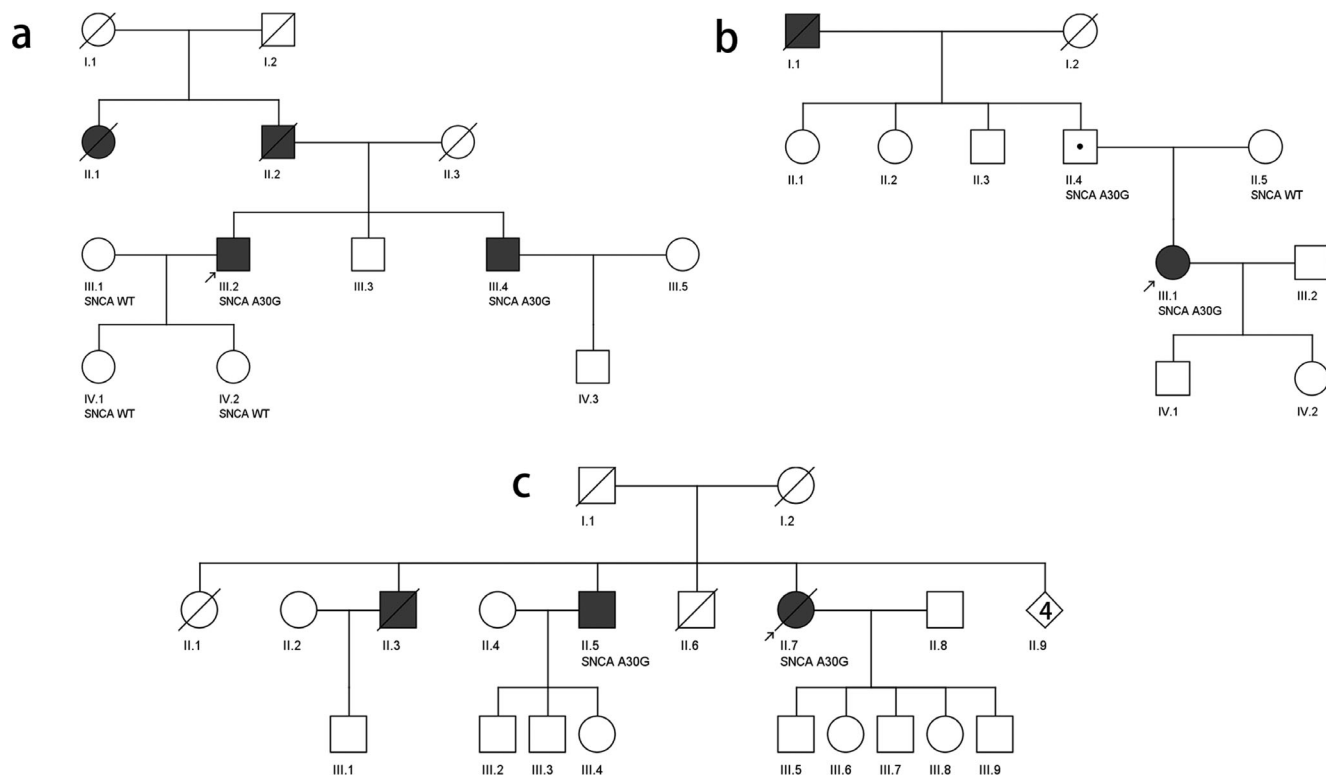 a
I.1 I.2
II.1 II.2 II.3
III.1 III.2 III.3 III.4 III.5
SNCA WT SNCA A30G SNCA A30G
IV.1 IV.2 IV.3
SNCA WT SNCA WT
b
I.1 I.2
II.1 II.2 II.3 II.4 II.5
SNCA A30G SNCA WT
III.1 III.2
SNCA A30G
IV.1 IV.2
c
I.1 I.2
4
II.1 II.2 II.3 II.4 II.5 II.6 II.7 II.8 II.9
SNCA A30G SNCA A30G
III.1 III.2 III.3 III.4 III.5 III.6 III.7 III.8 III.9